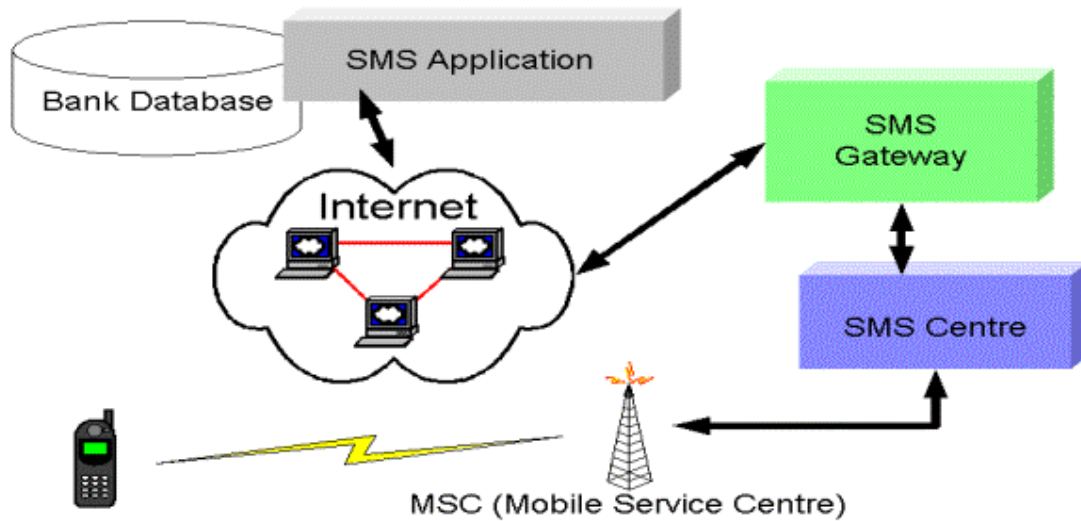 SMS Application
Bank Database
SMS
Gateway
Internet
SMS Centre
MSC (Mobile Service Centre)